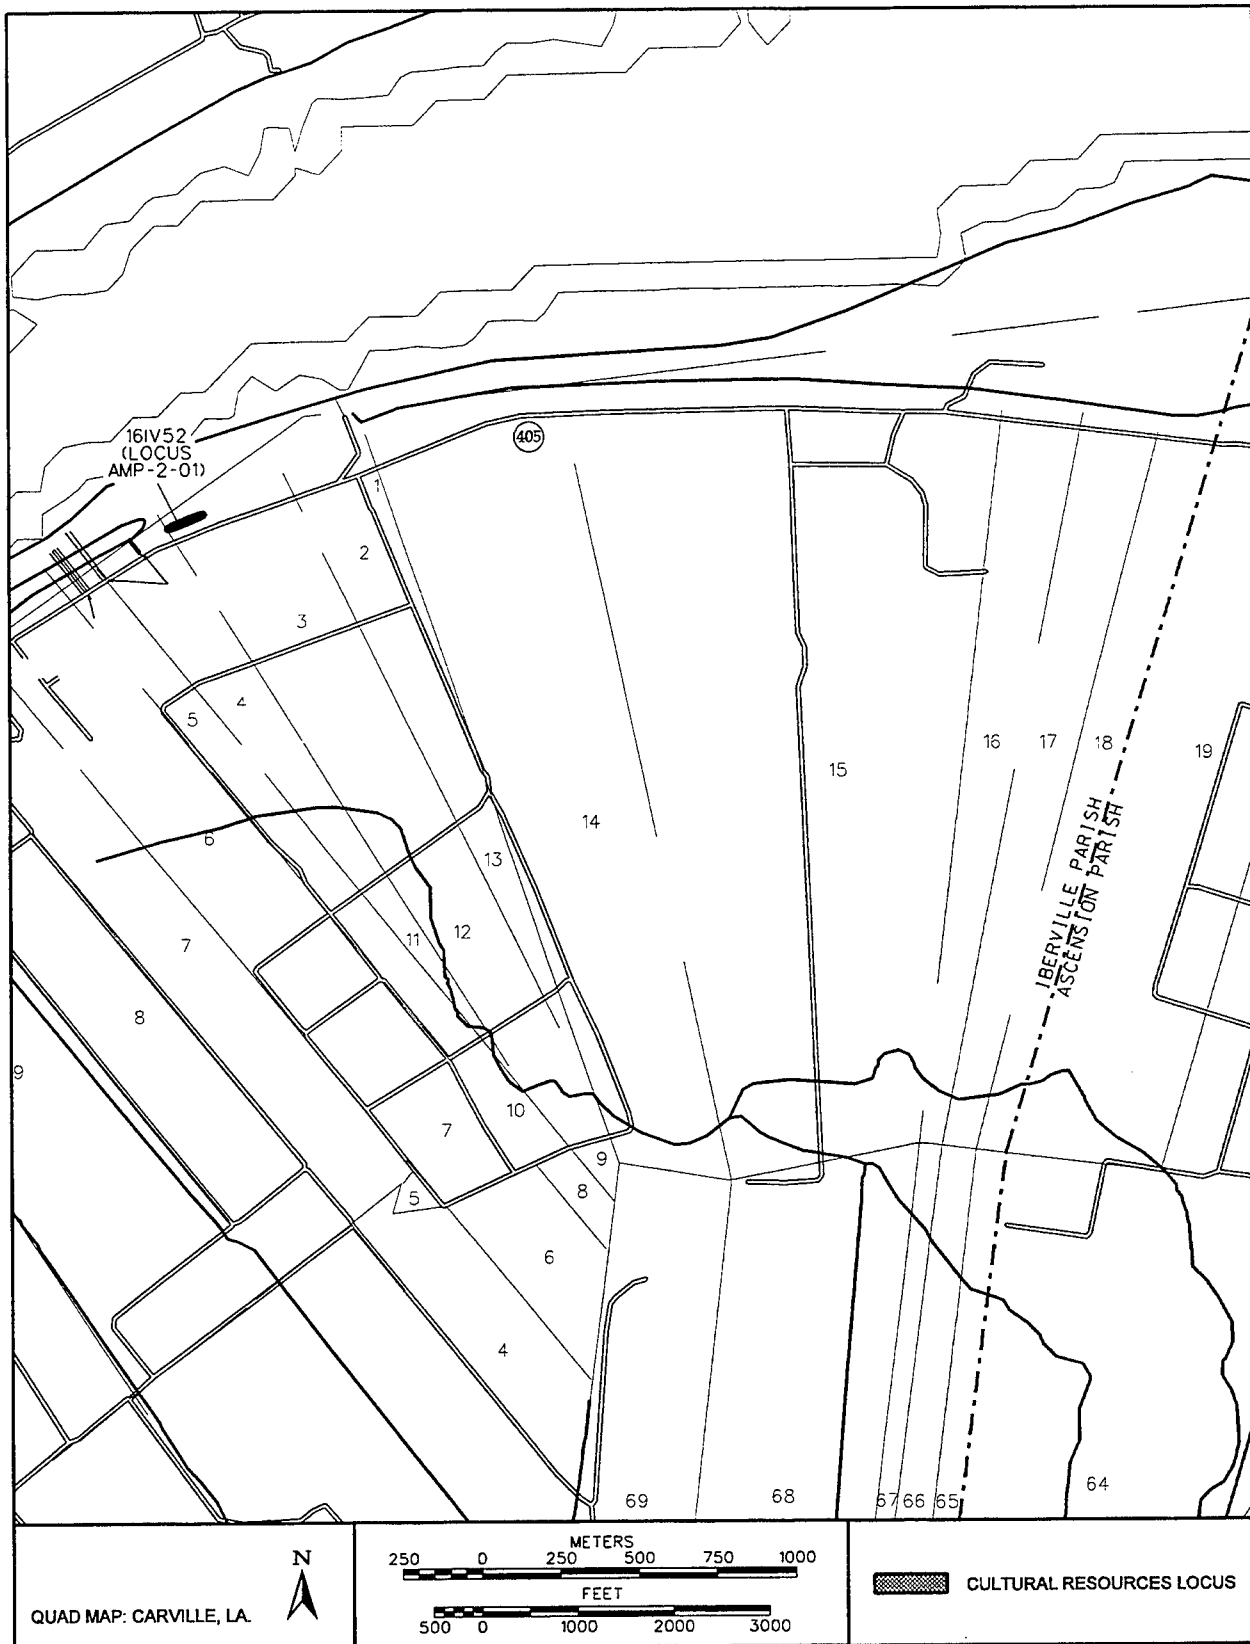 16IV52
(LOCUS
AMP-2-01)
405
1
2
3
4
5
6
7
8
9
14
15
16
17
18
19
13
12
11
10
7
9
8
5
6
4
IBERVILLE PARISH
ASCENSION PARISH
69
68
67
66
65
64
N
QUAD MAP: CARVILLE, LA.
METERS
250 0 250 500 750 1000
FEET
500 0 1000 2000 3000
CULTURAL RESOURCES LOCUS